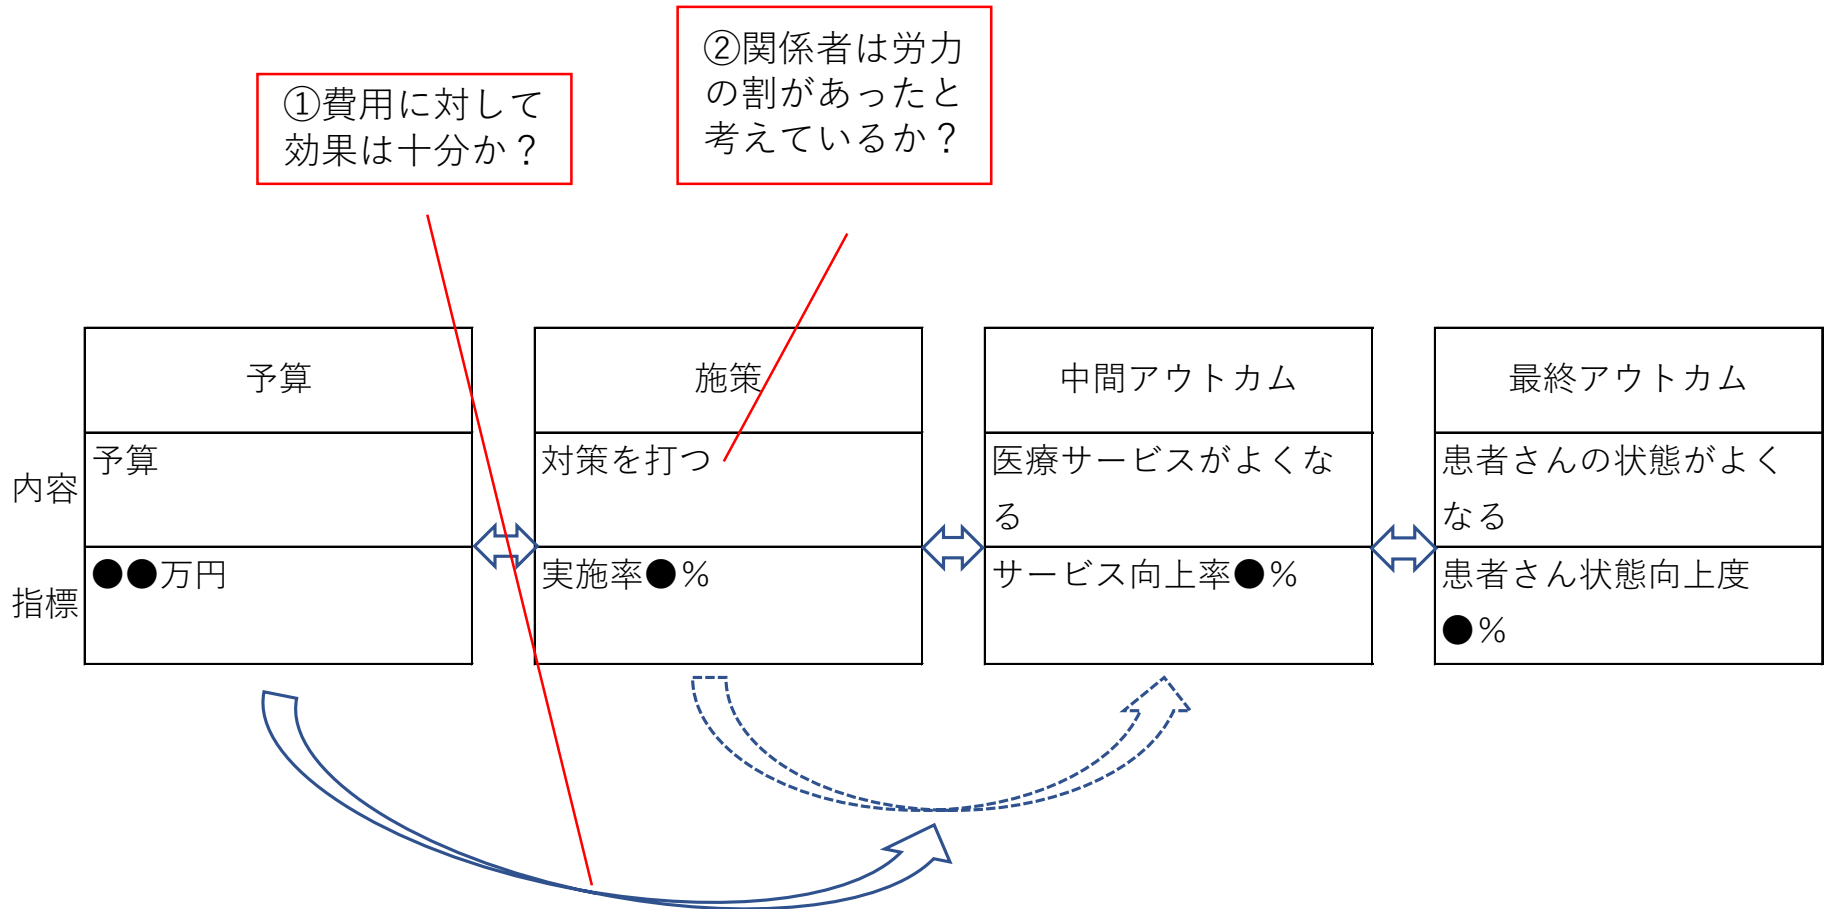 ①費用に対して
効果は十分か？
②関係者は労力
の割があったと
考えているか？
予算
施策
中間アウトカム
最終アウトカム
内容
予算
対策を打つ
医療サービスがよくな
る
患者さんの状態がよく
なる
指標
●●万円
実施率●%
サービス向上率●%
患者さん状態向上度
●%